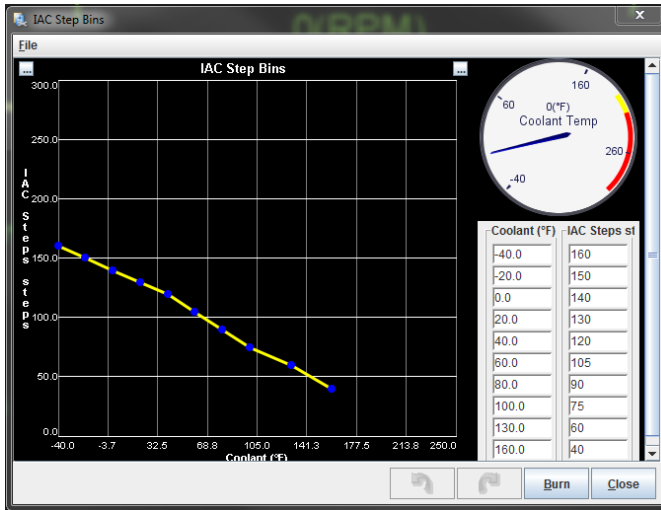 IAC Step Bins
0(RPM)
File
IAC Step Bins
300.0
250.0
200.0
150.0
100.0
50.0
0.0
IAC Steps steps
-40.0 -3.7 32.5 68.8 105.0 141.3 177.5 213.8 250.0
Coolant (°F)
160
60
0(°F)
Coolant Temp
260
-40
Coolant (°F) IAC Steps st
-40.0 160
-20.0 150
0.0 140
20.0 130
40.0 120
60.0 105
80.0 90
100.0 75
130.0 60
160.0 40
Burn Close